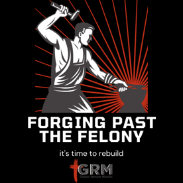 FORGING PAST
THE FELONY
it's time to rebuild
GRM